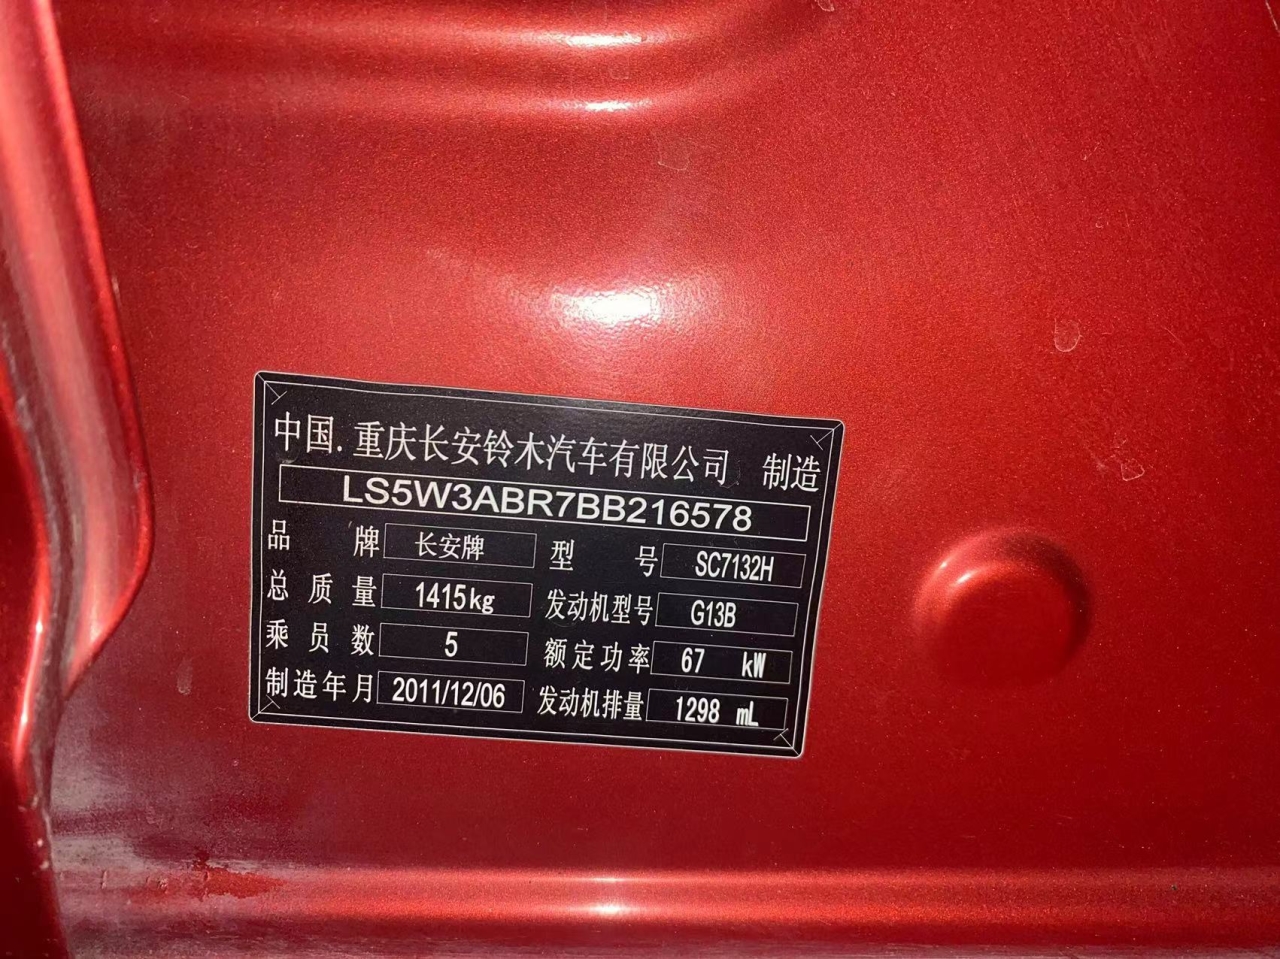 中国.重庆长安铃木汽车有限公司 制造
LS5W3ABR7BB216578
品牌 长安牌 型号 SC7132H
总质量 1415kg 发动机型号 G13B
乘员数 5 额定功率 67 kW
制造年月 2011/12/06 发动机排量 1298 mL